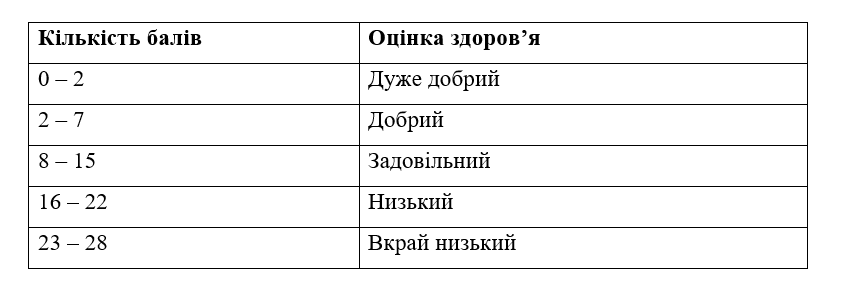 Кількість балів Оцінка здоров’я
0 – 2 Дуже добрий
2 – 7 Добрий
8 – 15 Задовільний
16 – 22 Низький
23 – 28 Вкрай низький